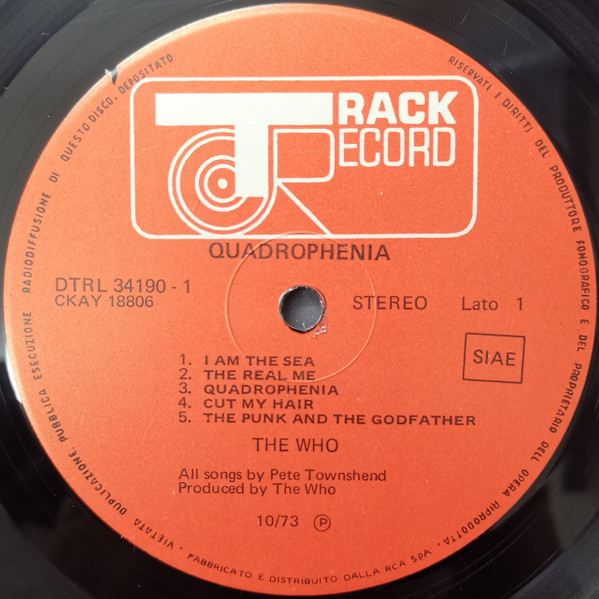 TRACK
RECORD
QUADROPHENIA
DTRL 34190 - 1
CKAY 18806
STEREO Lato 1
SIAE
1. I AM THE SEA
2. THE REAL ME
3. QUADROPHENIA
4. CUT MY HAIR
5. THE PUNK AND THE GODFATHER
THE WHO
All songs by Pete Townshend
Produced by The Who
10/73 Ⓟ
RISERVATI I DIRITTI DEL PRODUTTORE FONOGRAFICO E DEL PROPRIETARIO DELL'OPERA RIPRODOTTA. - VIETATA DUPLICAZIONE, PUBBLICA ESECUZIONE RADIODIFFUSIONE DI QUESTO DISCO. DEPOSITATO
FABBRICATO E DISTRIBUITO DALLA RCA SPA -